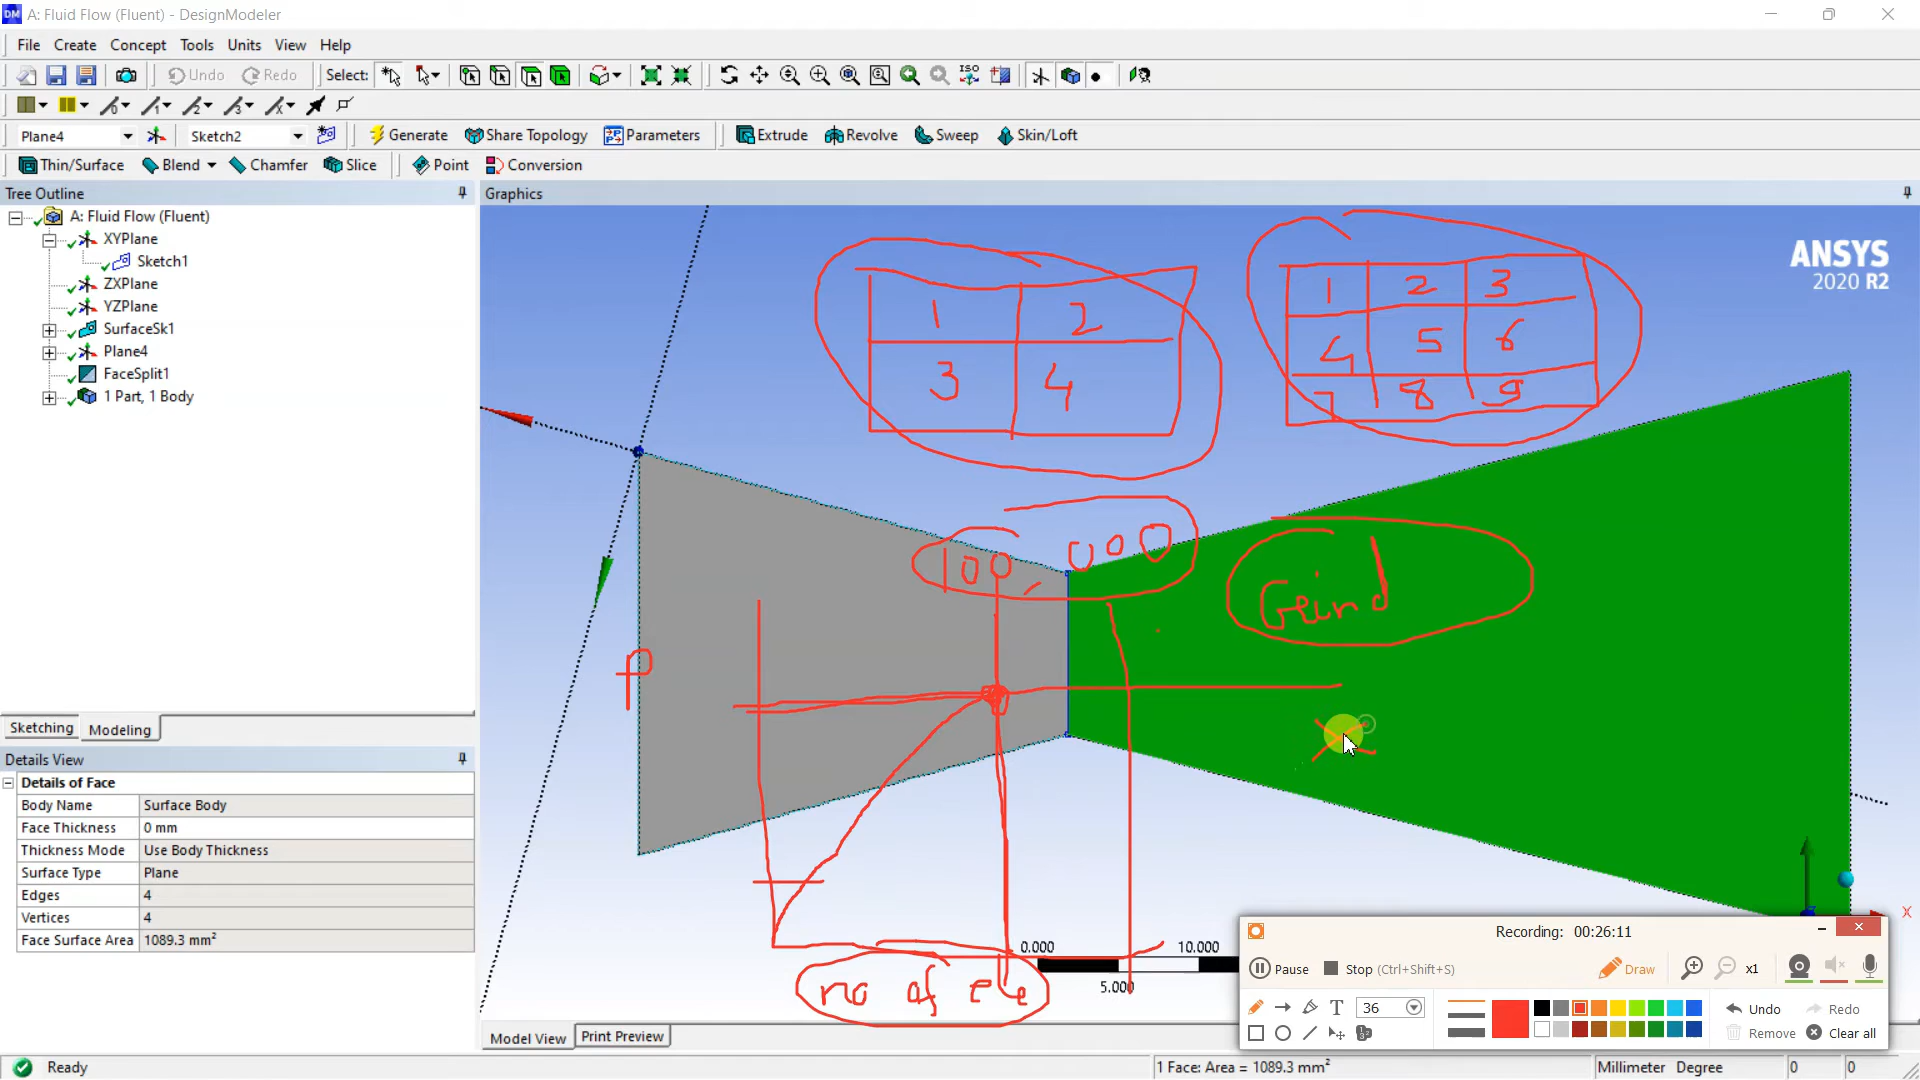 A: Fluid Flow (Fluent) - DesignModeler
File Create Concept Tools Units View Help
Undo Redo Select: ISO
Plane4 Sketch2 Generate Share Topology Parameters Extrude Revolve Sweep Skin/Loft
Thin/Surface Blend Chamfer Slice Point Conversion
Tree Outline
A: Fluid Flow (Fluent)
XYPlane
Sketch1
ZXPlane
YZPlane
SurfaceSk1
Plane4
FaceSplit1
1 Part, 1 Body
Sketching Modeling
Details View
Details of Face
Body Name Surface Body
Face Thickness 0 mm
Thickness Mode Use Body Thickness
Surface Type Plane
Edges 4
Vertices 4
Face Surface Area 1089.3 mm²
Graphics
ANSYS
2020 R2
1 2
3 4
1 2 3
4 5 6
7 8 9
100,000
Grind
P
no of ele
0.000 10.000
5.000
X
Model View Print Preview
Recording: 00:26:11
Pause Stop (Ctrl+Shift+S) Draw x1
T 36 Undo Redo
Remove Clear all
Ready 1 Face: Area = 1089.3 mm² Millimeter Degree 0 0